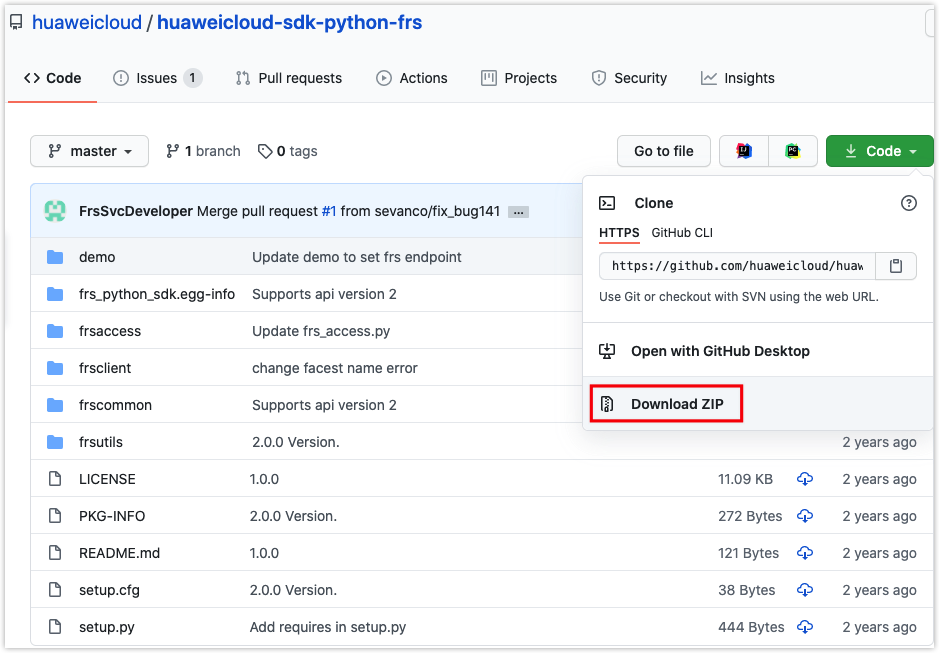 huaweicloud / huaweicloud-sdk-python-frs
Code Issues 1 Pull requests Actions Projects Security Insights
master 1 branch 0 tags Go to file Code
FrsSvcDeveloper Merge pull request #1 from sevanco/fix_bug141 ...
Clone
HTTPS GitHub CLI
https://github.com/huaweicloud/huaw
Use Git or checkout with SVN using the web URL.
Open with GitHub Desktop
Download ZIP
demo Update demo to set frs endpoint
frs_python_sdk.egg-info Supports api version 2
frsaccess Update frs_access.py
frsclient change facest name error
frscommon Supports api version 2
frsutils 2.0.0 Version. 2 years ago
LICENSE 1.0.0 11.09 KB 2 years ago
PKG-INFO 2.0.0 Version. 272 Bytes 2 years ago
README.md 1.0.0 121 Bytes 2 years ago
setup.cfg 2.0.0 Version. 38 Bytes 2 years ago
setup.py Add requires in setup.py 444 Bytes 2 years ago